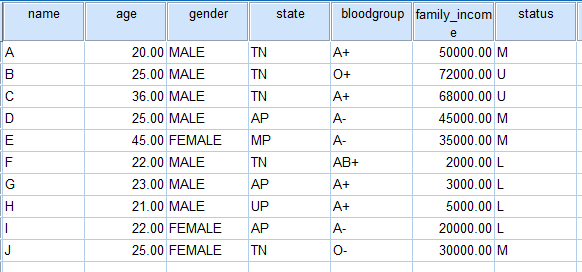 name age gender state bloodgroup family_incom
e status
A 20.00 MALE TN A+ 50000.00 M
B 25.00 MALE TN O+ 72000.00 U
C 36.00 MALE TN A+ 68000.00 U
D 25.00 MALE AP A- 45000.00 M
E 45.00 FEMALE MP A- 35000.00 M
F 22.00 MALE TN AB+ 2000.00 L
G 23.00 MALE AP A+ 3000.00 L
H 21.00 MALE UP A+ 5000.00 L
I 22.00 FEMALE AP A- 20000.00 L
J 25.00 FEMALE TN O- 30000.00 M